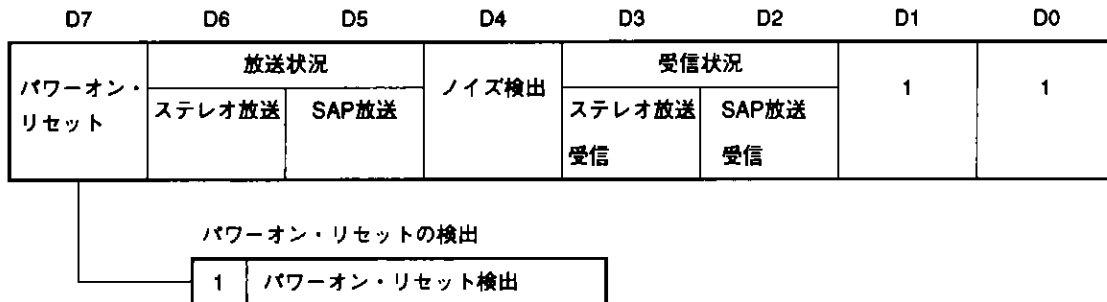 D7 D6 D5 D4 D3 D2 D1 D0
パワーオン・
リセット
放送状況
ステレオ放送 SAP放送
ノイズ検出
受信状況
ステレオ放送
受信
SAP放送
受信
1 1
パワーオン・リセットの検出
1 パワーオン・リセット検出